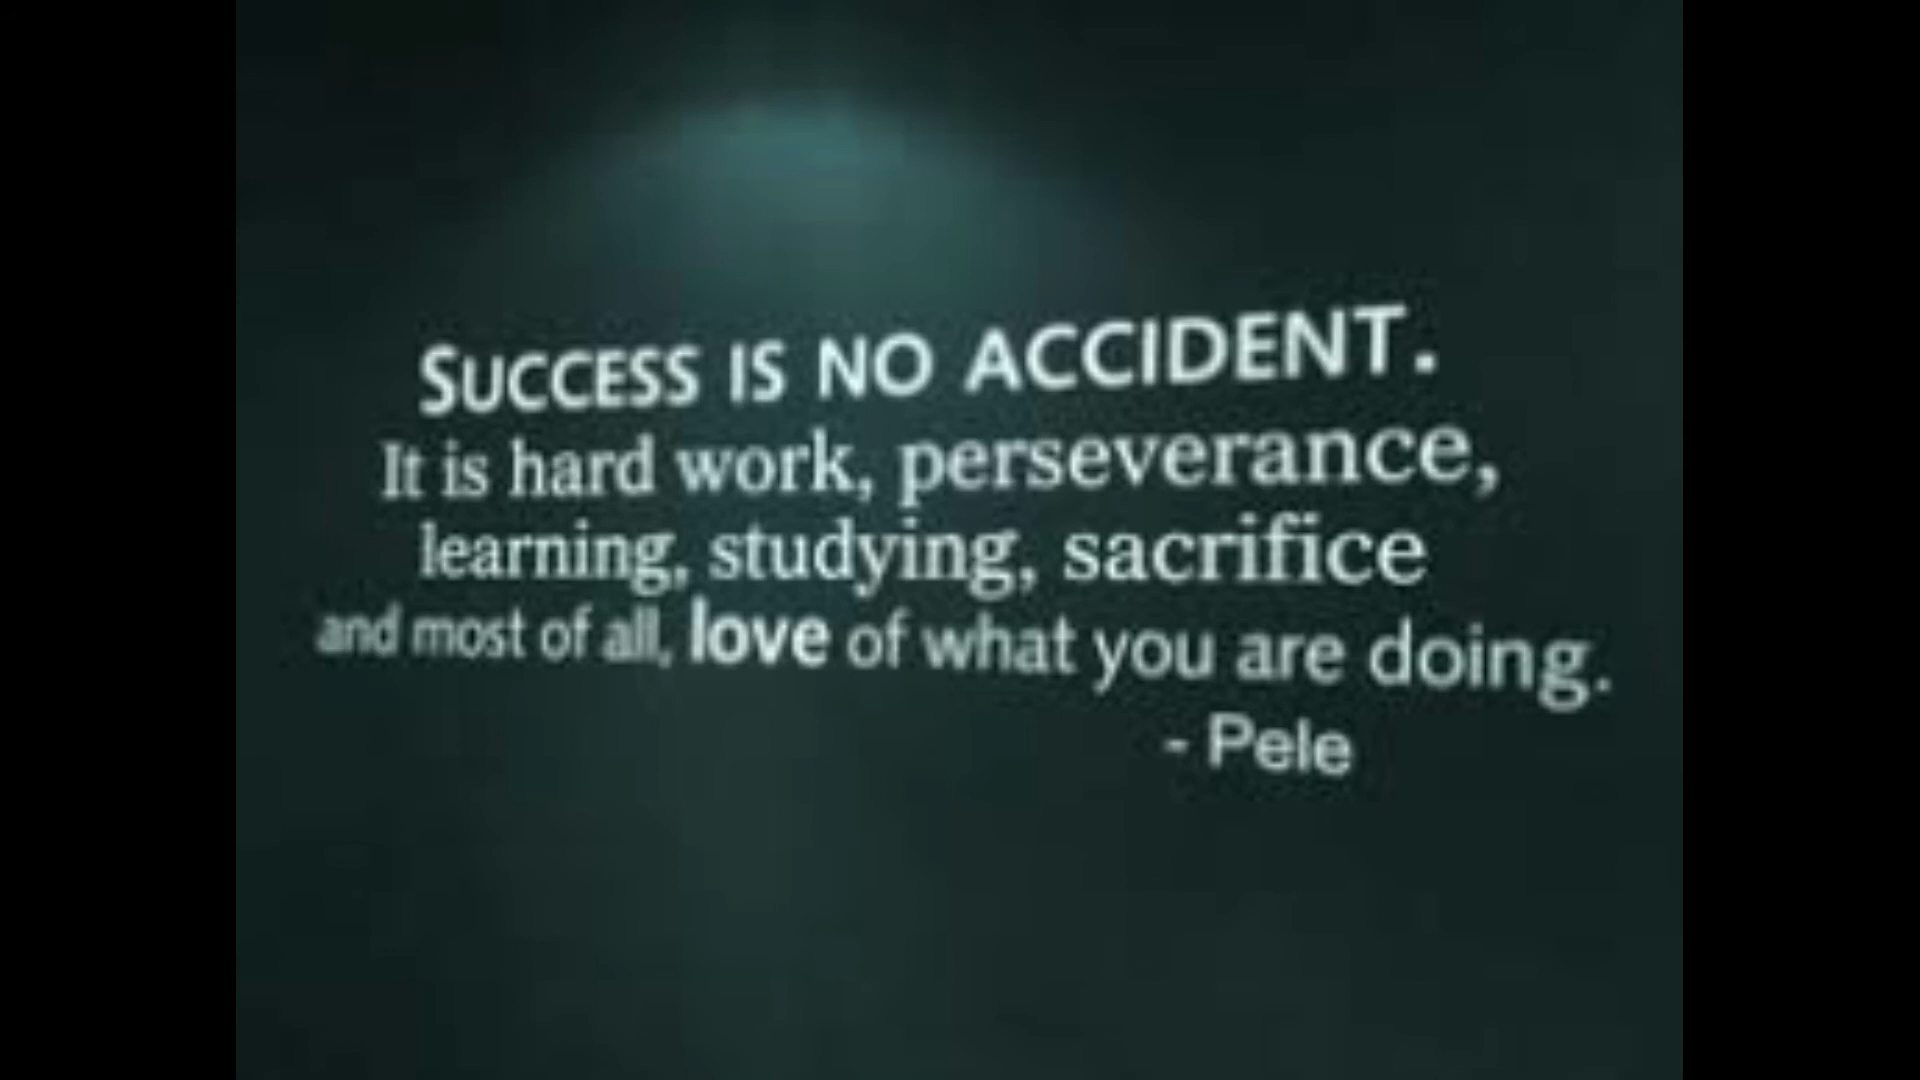 SUCCESS IS NO ACCIDENT.
It is hard work, perseverance,
learning, studying, sacrifice
and most of all, love of what you are doing.
- Pele